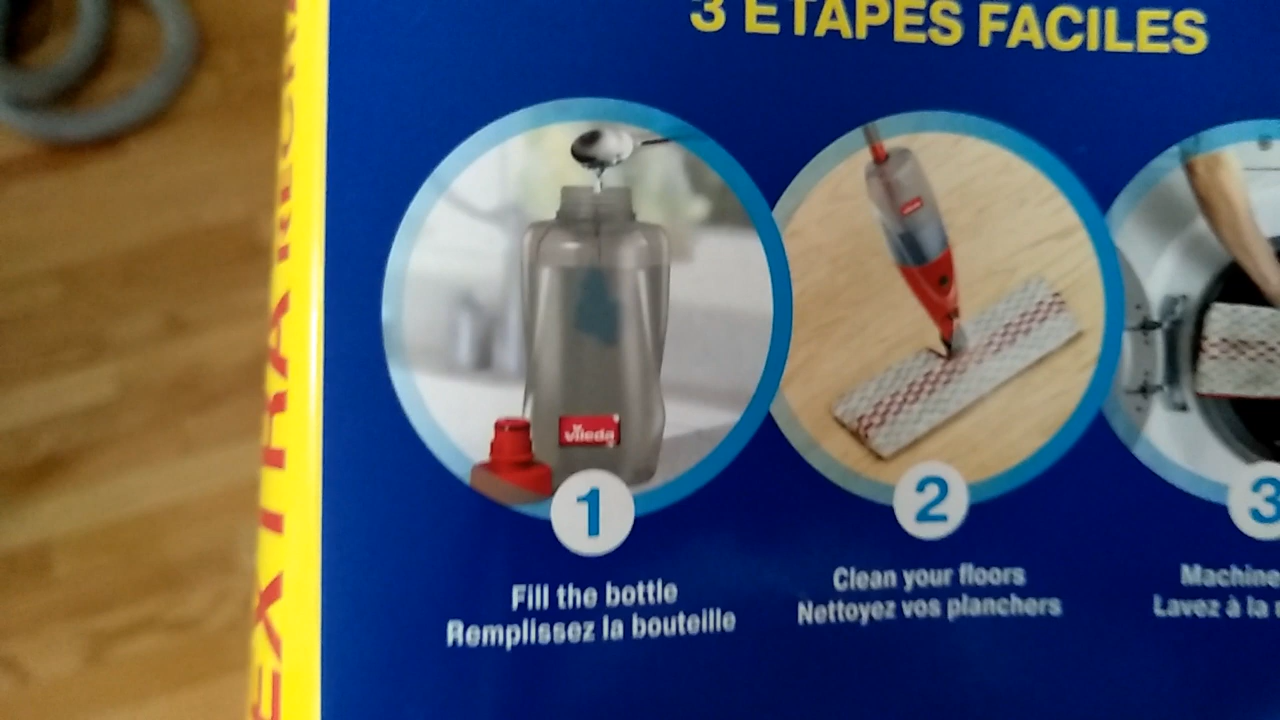 3 ÉTAPES FACILES
vileda
vileda
1
2
3
Fill the bottle
Remplissez la bouteille
Clean your floors
Nettoyez vos planchers
Machine
Lavez à la
EXTRA